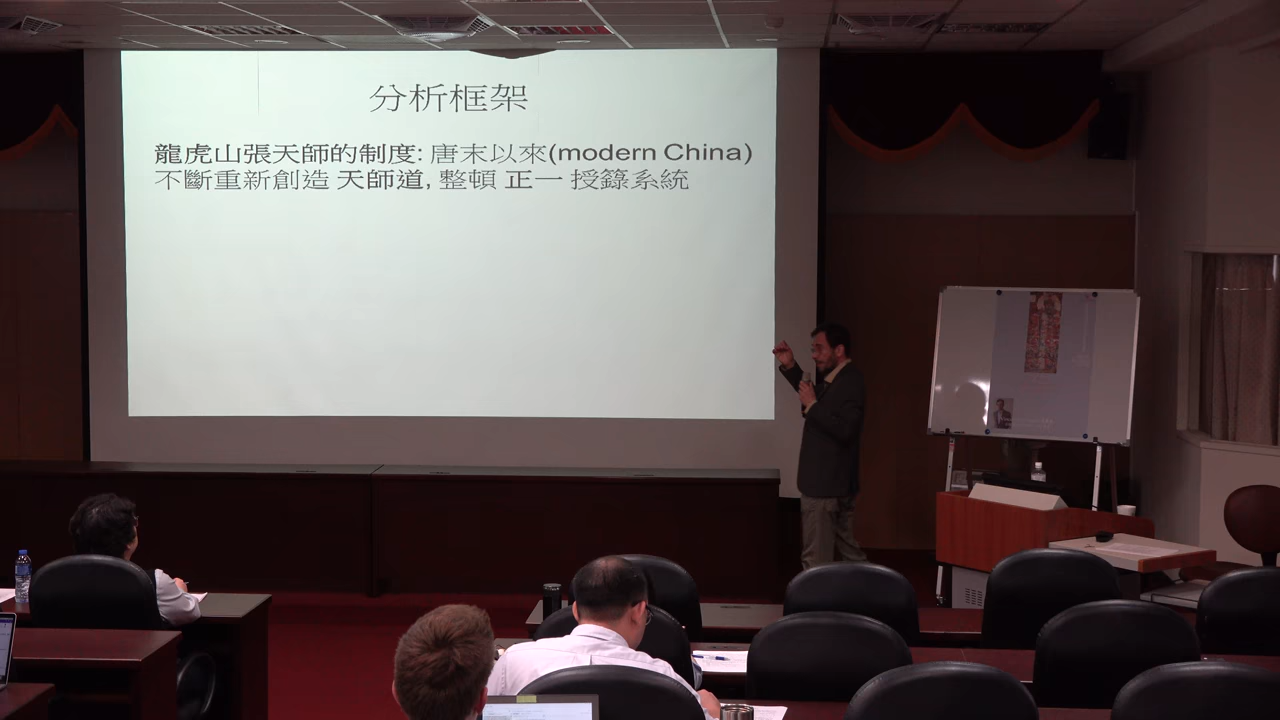 分析框架
龍虎山張天師的制度: 唐末以來(modern China)
不斷重新創造 天師道, 整頓 正一 授籙系統